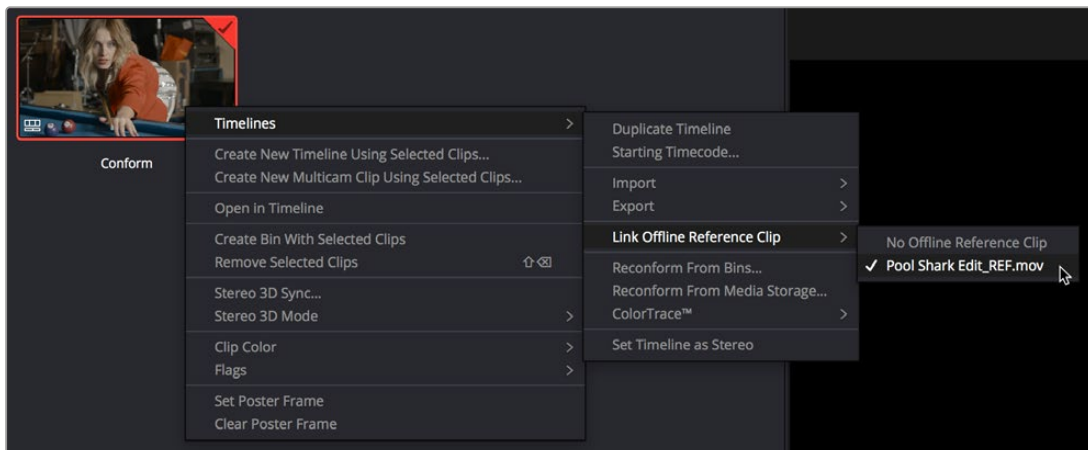 Conform
Timelines
Create New Timeline Using Selected Clips...
Create New Multicam Clip Using Selected Clips...
Open in Timeline
Create Bin With Selected Clips
Remove Selected Clips
Stereo 3D Sync...
Stereo 3D Mode
Clip Color
Flags
Set Poster Frame
Clear Poster Frame
Duplicate Timeline
Starting Timecode...
Import
Export
Link Offline Reference Clip
Reconform From Bins...
Reconform From Media Storage...
ColorTrace™
Set Timeline as Stereo
No Offline Reference Clip
Pool Shark Edit_REF.mov